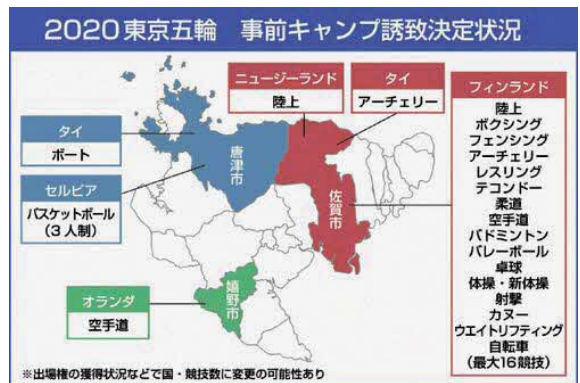 2020東京五輪 事前キャンプ誘致決定状況
ニュージーランド
陸上
タイ
アーチェリー
フィンランド
陸上
ボクシング
フェンシング
アーチェリー
レスリング
テコンドー
柔道
空手道
バドミントン
バレーボール
卓球
体操・新体操
射撃
カヌー
ウエイトリフティング
自転車
(最大16競技)
タイ
ボート
セルビア
バスケットボール
(3人制)
オランダ
空手道
唐津市
佐賀市
嬉野市
※出場権の獲得状況などで国・競技数に変更の可能性あり